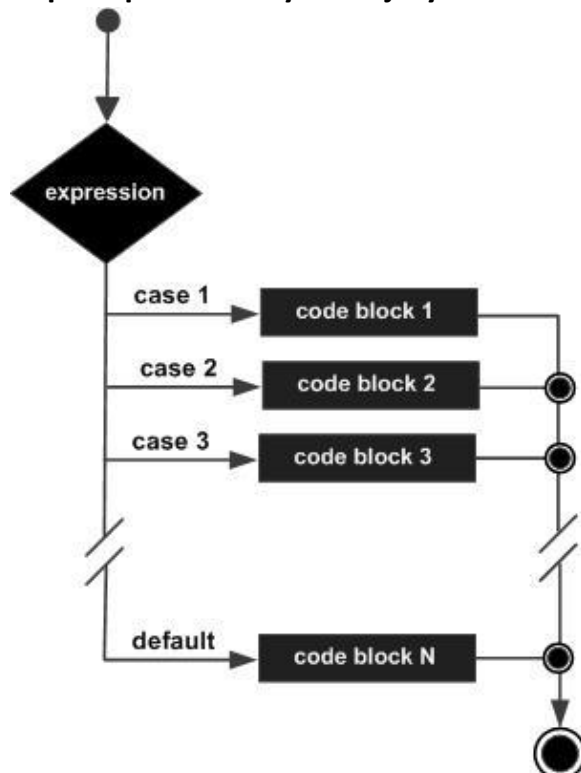 expression
case 1
code block 1
case 2
code block 2
case 3
code block 3
default
code block N